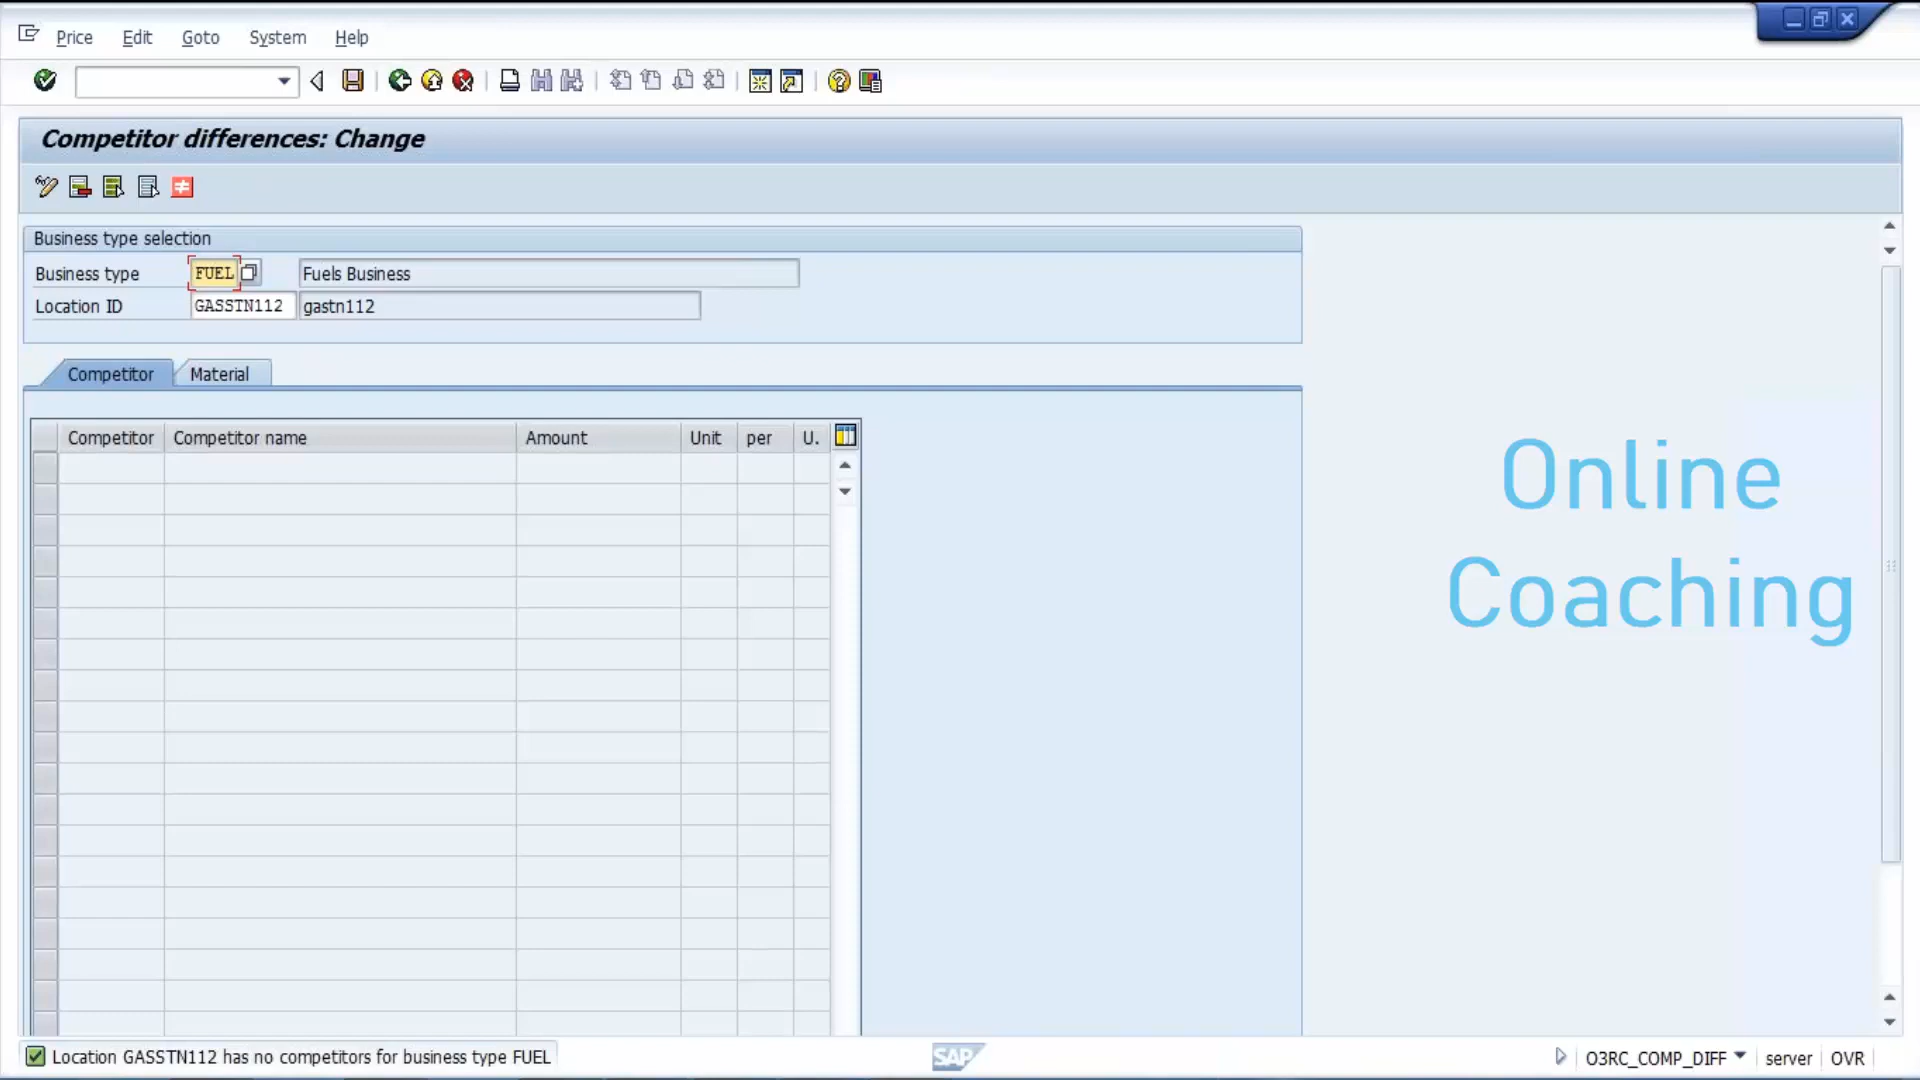 Price Edit Goto System Help
Competitor differences: Change
Business type selection
Business type FUEL Fuels Business
Location ID GASSTN112 gastn112
Competitor Material
Competitor Competitor name Amount Unit per U.
Online
Coaching
Location GASSTN112 has no competitors for business type FUEL
SAP
O3RC_COMP_DIFF server OVR